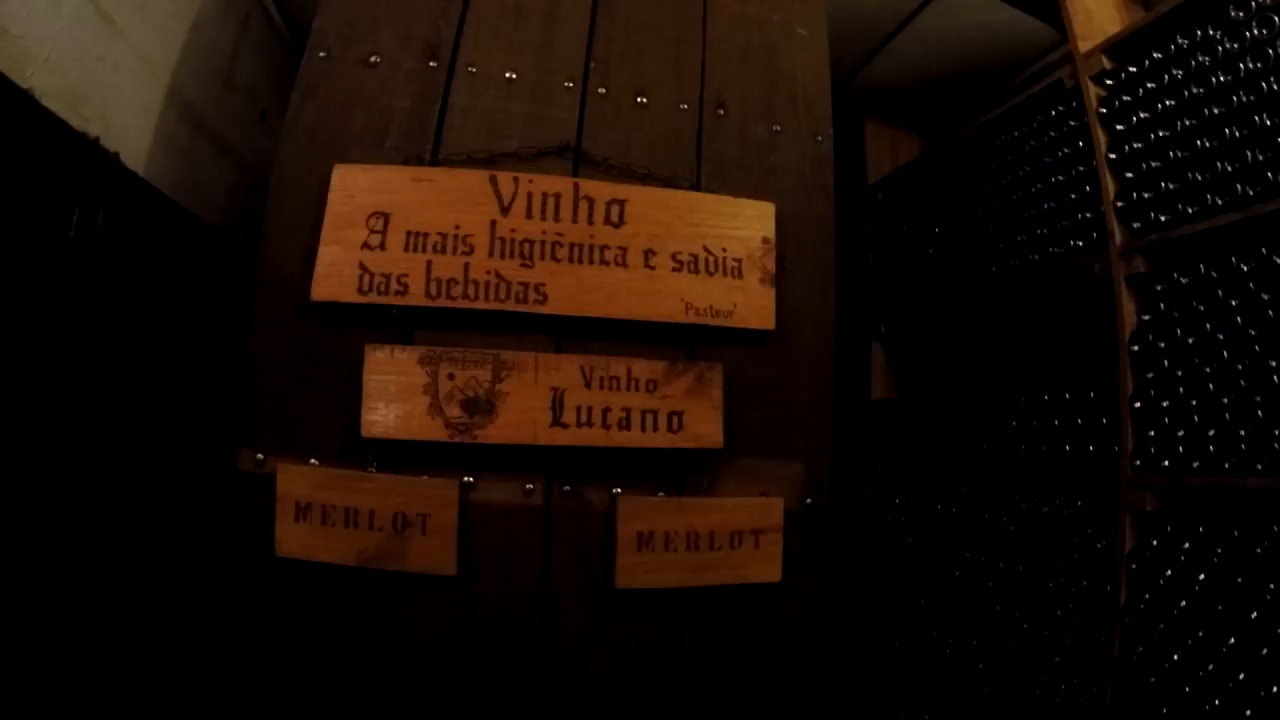 Vinho
A mais higiênica e sadia
das bebidas
'Pasteur'
Vinho
Lucano
MERLOT
MERLOT